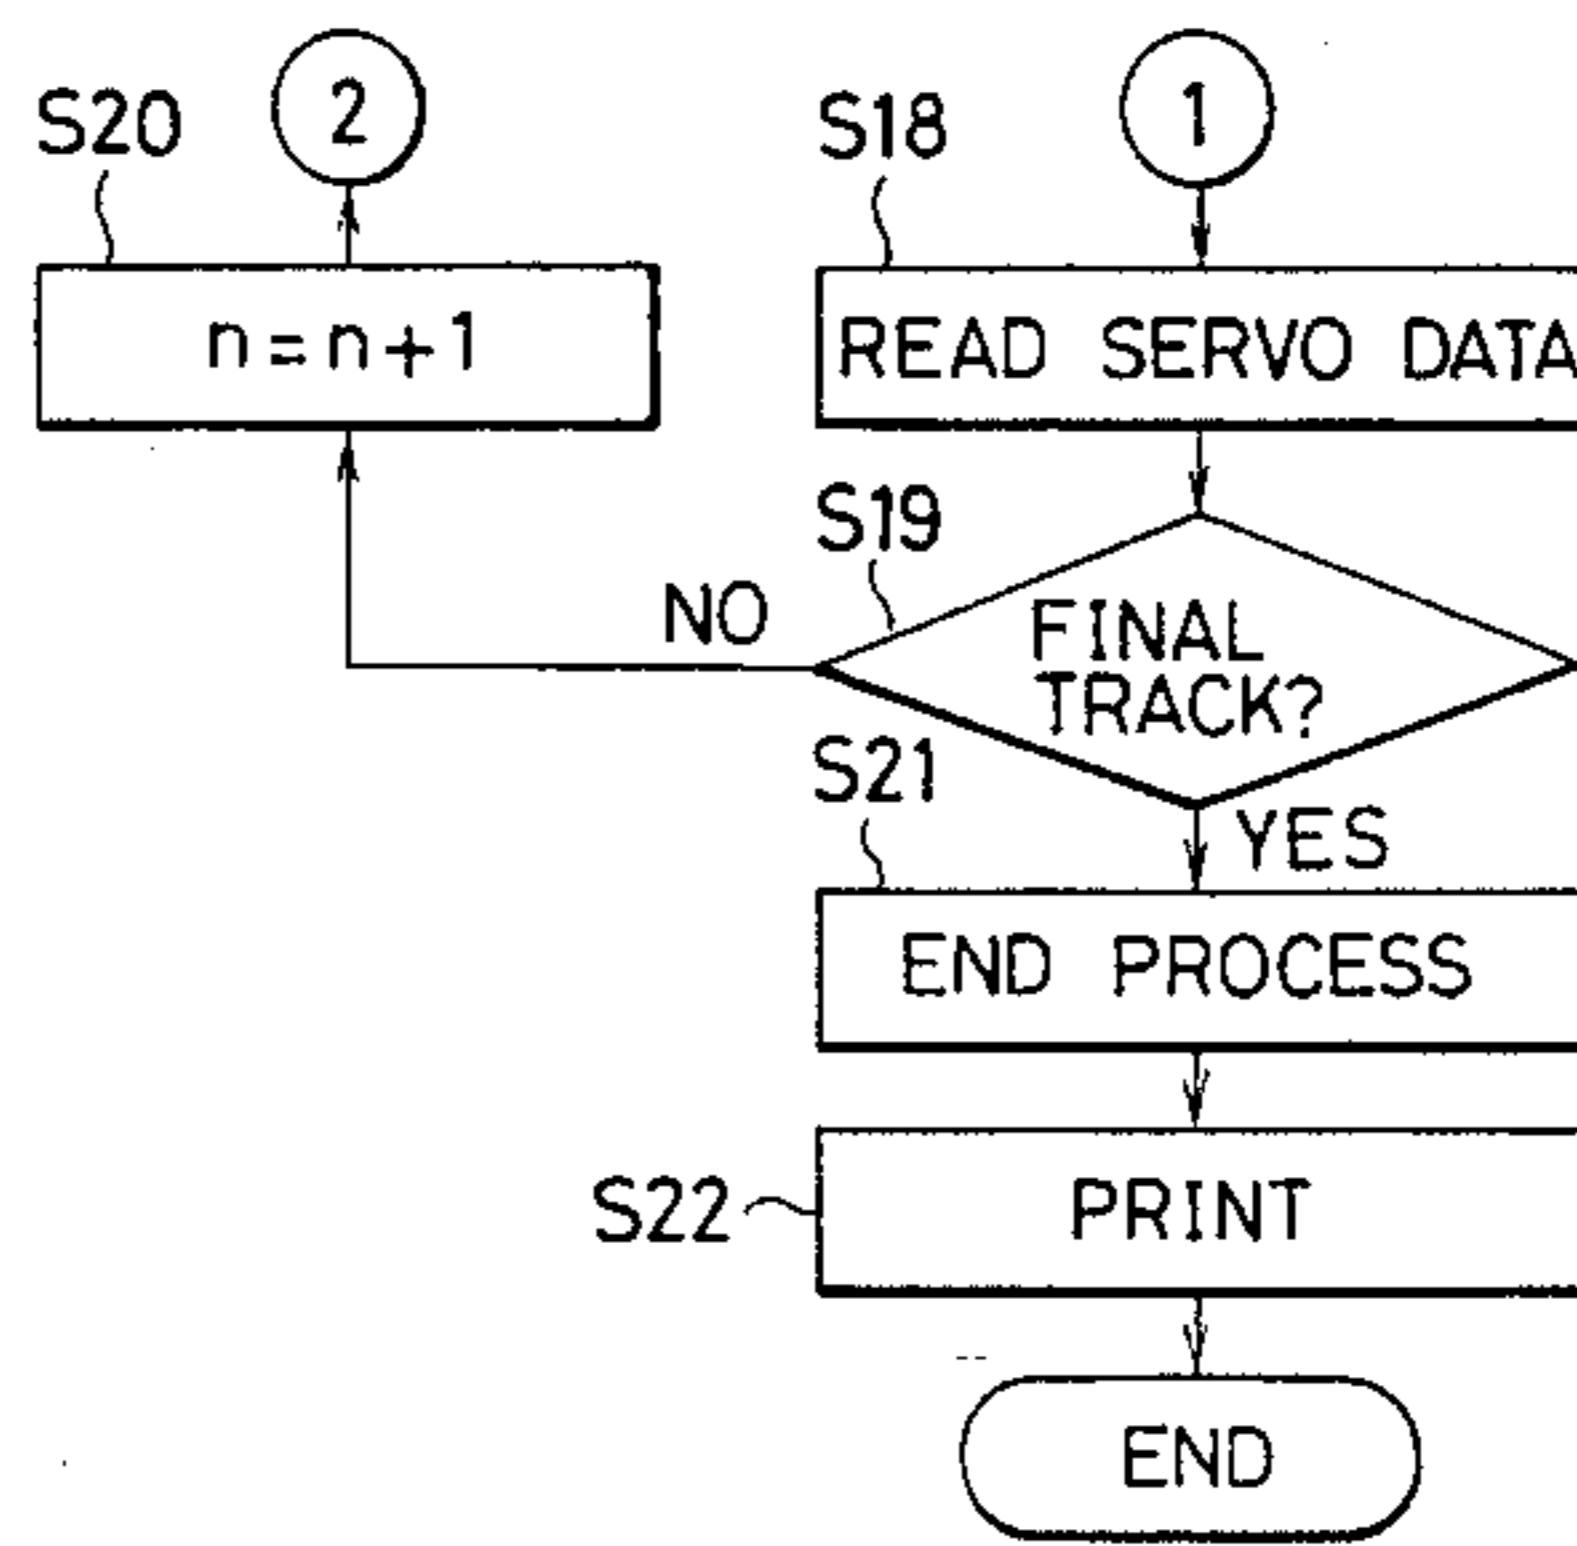 S20
2
S18
1
n=n+1
READ SERVO DATA
S19
NO
FINAL
TRACK?
S21
YES
END PROCESS
S22
PRINT
END